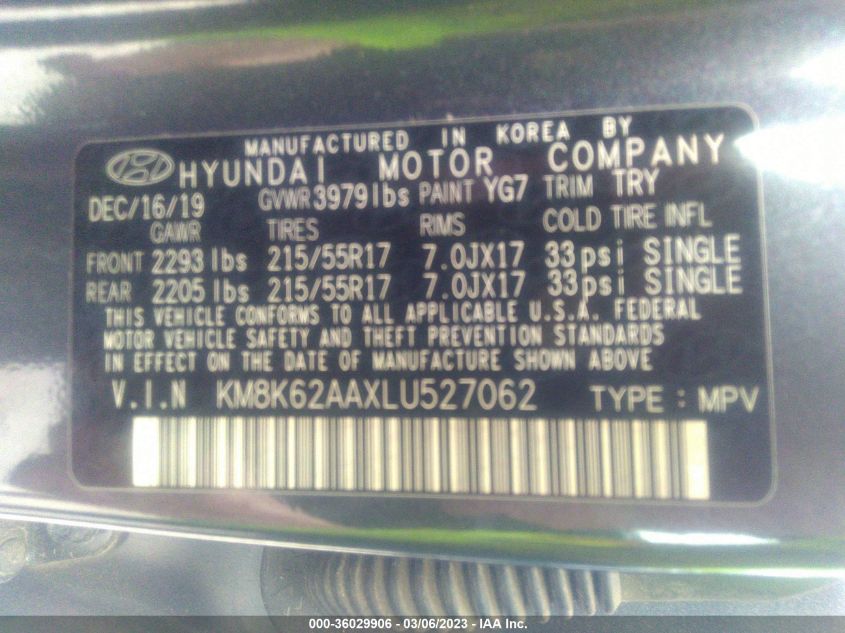 MANUFACTURED IN KOREA BY
HYUNDAI MOTOR COMPANY
DEC/16/19 GVWR 3979lbs PAINT YG7 TRIM TRY
GAWR TIRES RIMS COLD TIRE INFL
FRONT 2293 lbs 215/55R17 7.0JX17 33psi SINGLE
REAR 2205 lbs 215/55R17 7.0JX17 33psi SINGLE
THIS VEHICLE CONFORMS TO ALL APPLICABLE U.S.A. FEDERAL
MOTOR VEHICLE SAFETY AND THEFT PREVENTION STANDARDS
IN EFFECT ON THE DATE OF MANUFACTURE SHOWN ABOVE
V.I.N KM8K62AAXLU527062 TYPE : MPV
000-36029906 - 03/06/2023 - IAA Inc.